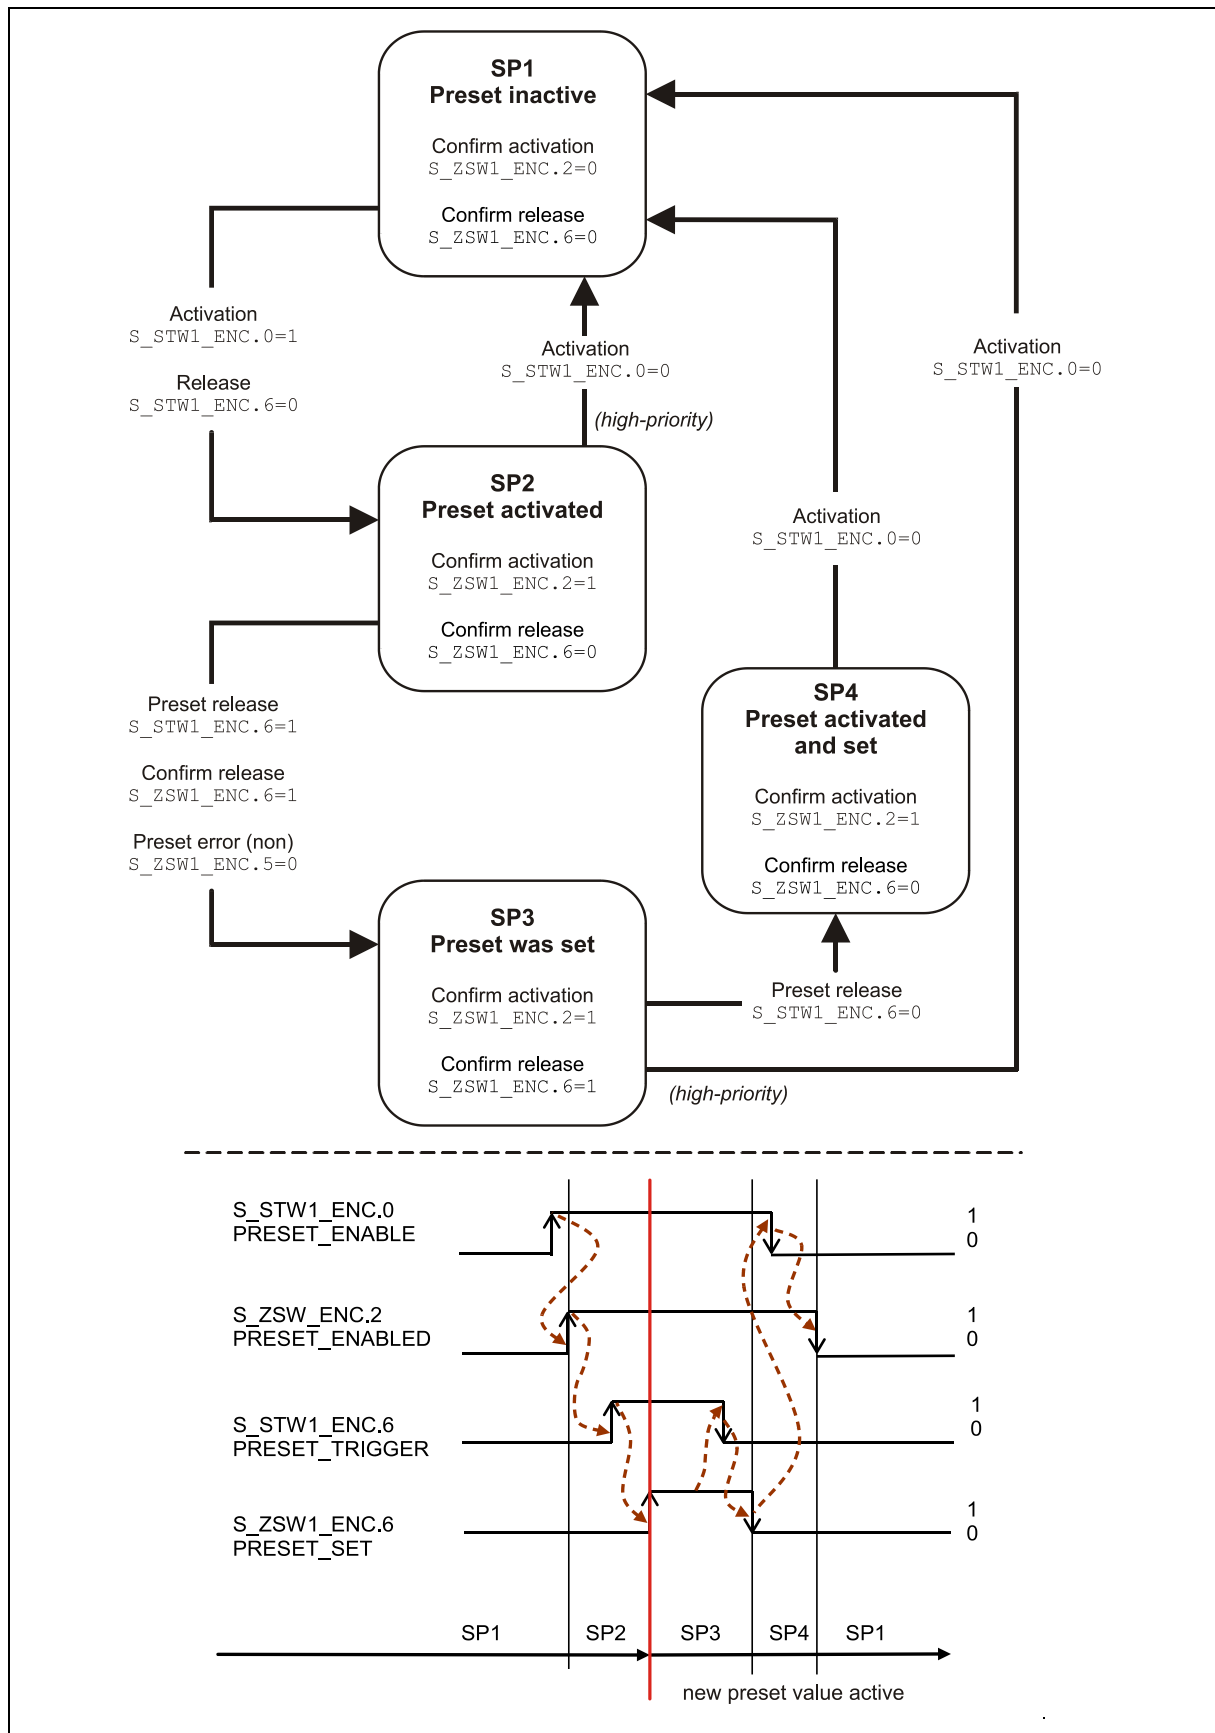 SP1
Preset inactive
Confirm activation
S_ZSW1_ENC.2=0
Confirm release
S_ZSW1_ENC.6=0
Activation
S_STW1_ENC.0=1
Release
S_STW1_ENC.6=0
Activation
S_STW1_ENC.0=0
(high-priority)
Activation
S_STW1_ENC.0=0
SP2
Preset activated
Confirm activation
S_ZSW1_ENC.2=1
Confirm release
S_ZSW1_ENC.6=0
Activation
S_STW1_ENC.0=0
Preset release
S_STW1_ENC.6=1
Confirm release
S_ZSW1_ENC.6=1
Preset error (non)
S_ZSW1_ENC.5=0
SP4
Preset activated
and set
Confirm activation
S_ZSW1_ENC.2=1
Confirm release
S_ZSW1_ENC.6=0
SP3
Preset was set
Confirm activation
S_ZSW1_ENC.2=1
Confirm release
S_ZSW1_ENC.6=1
Preset release
S_STW1_ENC.6=0
(high-priority)
S_STW1_ENC.0
PRESET_ENABLE
1
0
S_ZSW_ENC.2
PRESET_ENABLED
1
0
S_STW1_ENC.6
PRESET_TRIGGER
1
0
S_ZSW1_ENC.6
PRESET_SET
1
0
SP1 SP2 SP3 SP4 SP1
new preset value active